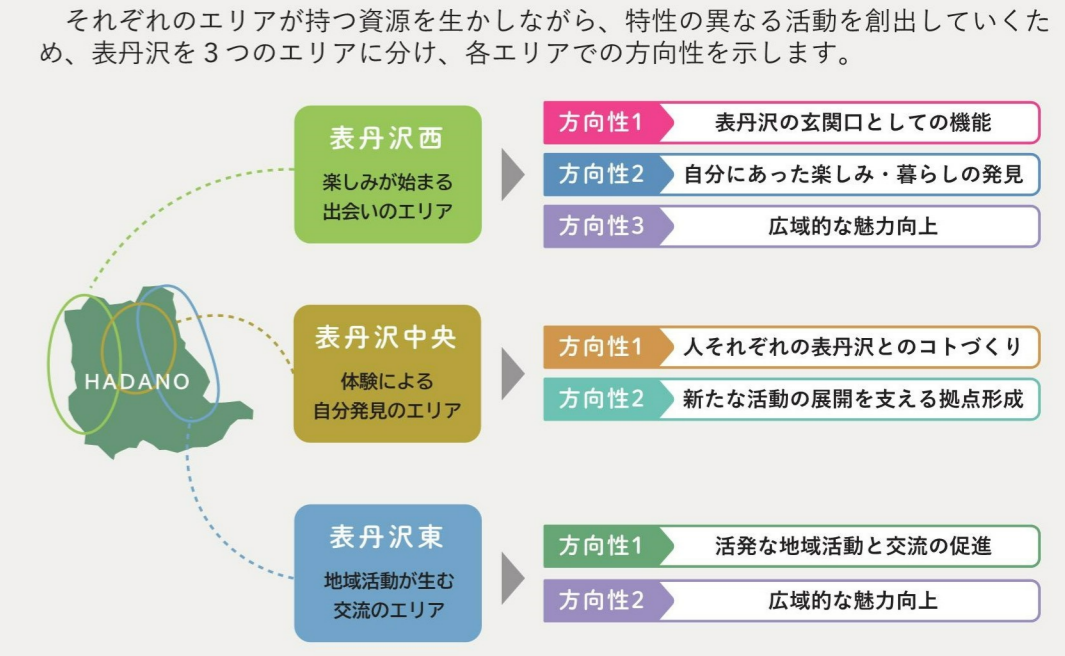 それぞれのエリアが持つ資源を生かしながら、特性の異なる活動を創出していくた
め、表丹沢を３つのエリアに分け、各エリアでの方向性を示します。
表丹沢西
楽しみが始まる
出会いのエリア
方向性1 表丹沢の玄関口としての機能
方向性2 自分にあった楽しみ・暮らしの発見
方向性3 広域的な魅力向上
HADANO
表丹沢中央
体験による
自分発見のエリア
方向性1 人それぞれの表丹沢とのコトづくり
方向性2 新たな活動の展開を支える拠点形成
表丹沢東
地域活動が生む
交流のエリア
方向性1 活発な地域活動と交流の促進
方向性2 広域的な魅力向上